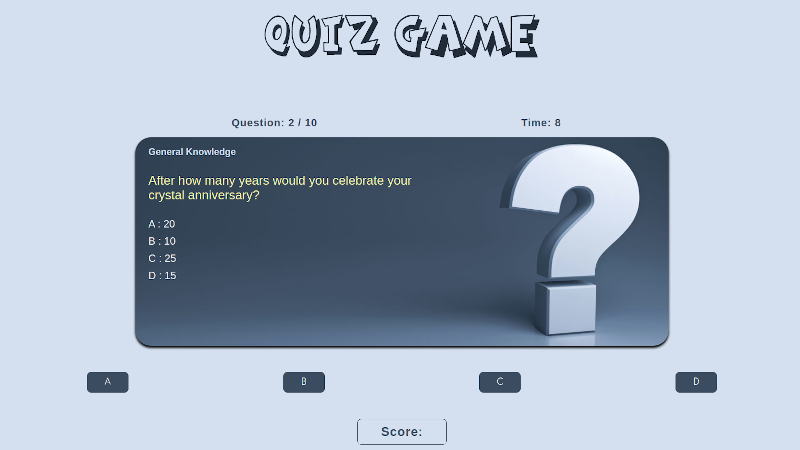 QUIZ GAME
Question: 2 / 10
Time: 8
General Knowledge
After how many years would you celebrate your
crystal anniversary?
A : 20
B : 10
C : 25
D : 15
A
B
C
D
Score: